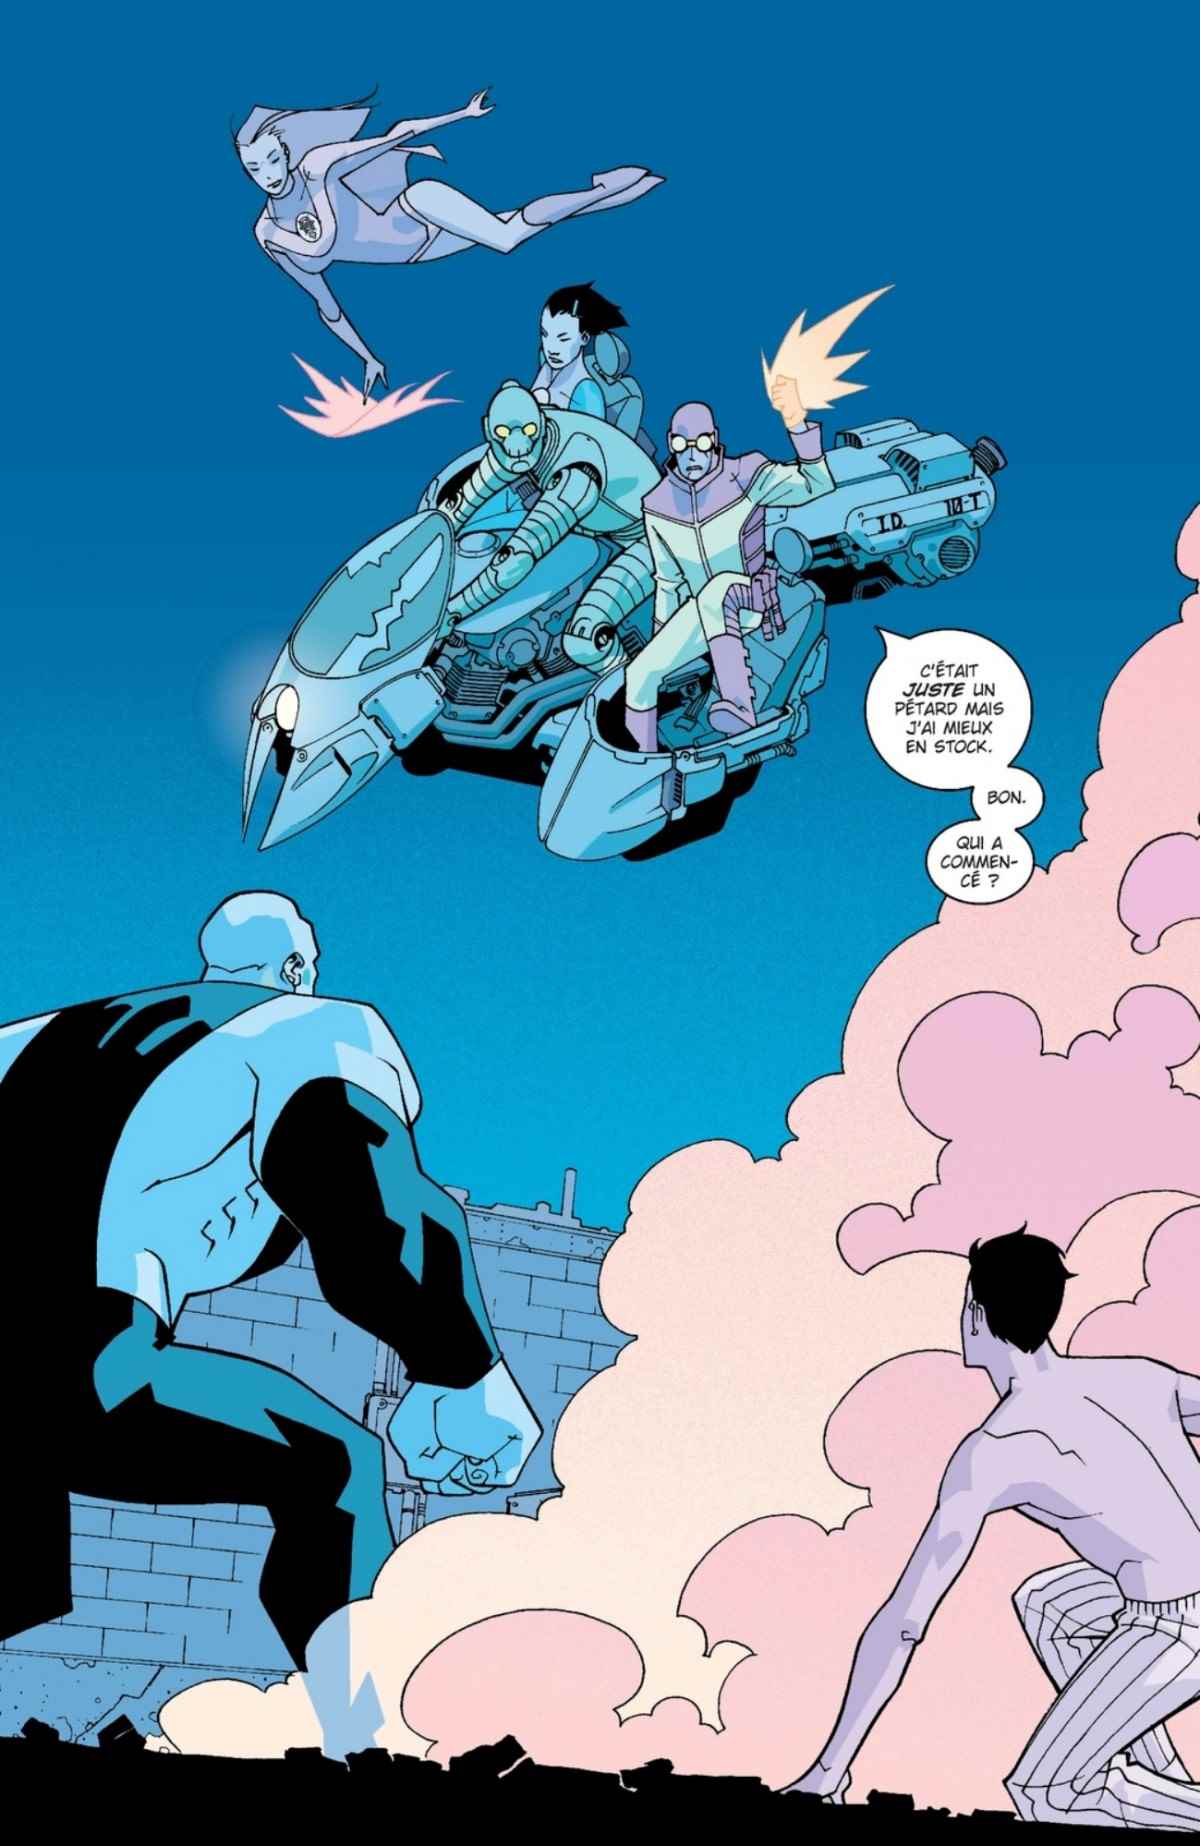 I.D. 10-T
C'ÉTAIT
JUSTE UN
PÉTARD MAIS
J'AI MIEUX
EN STOCK.
BON.
QUI A
COMMEN-
CÉ ?